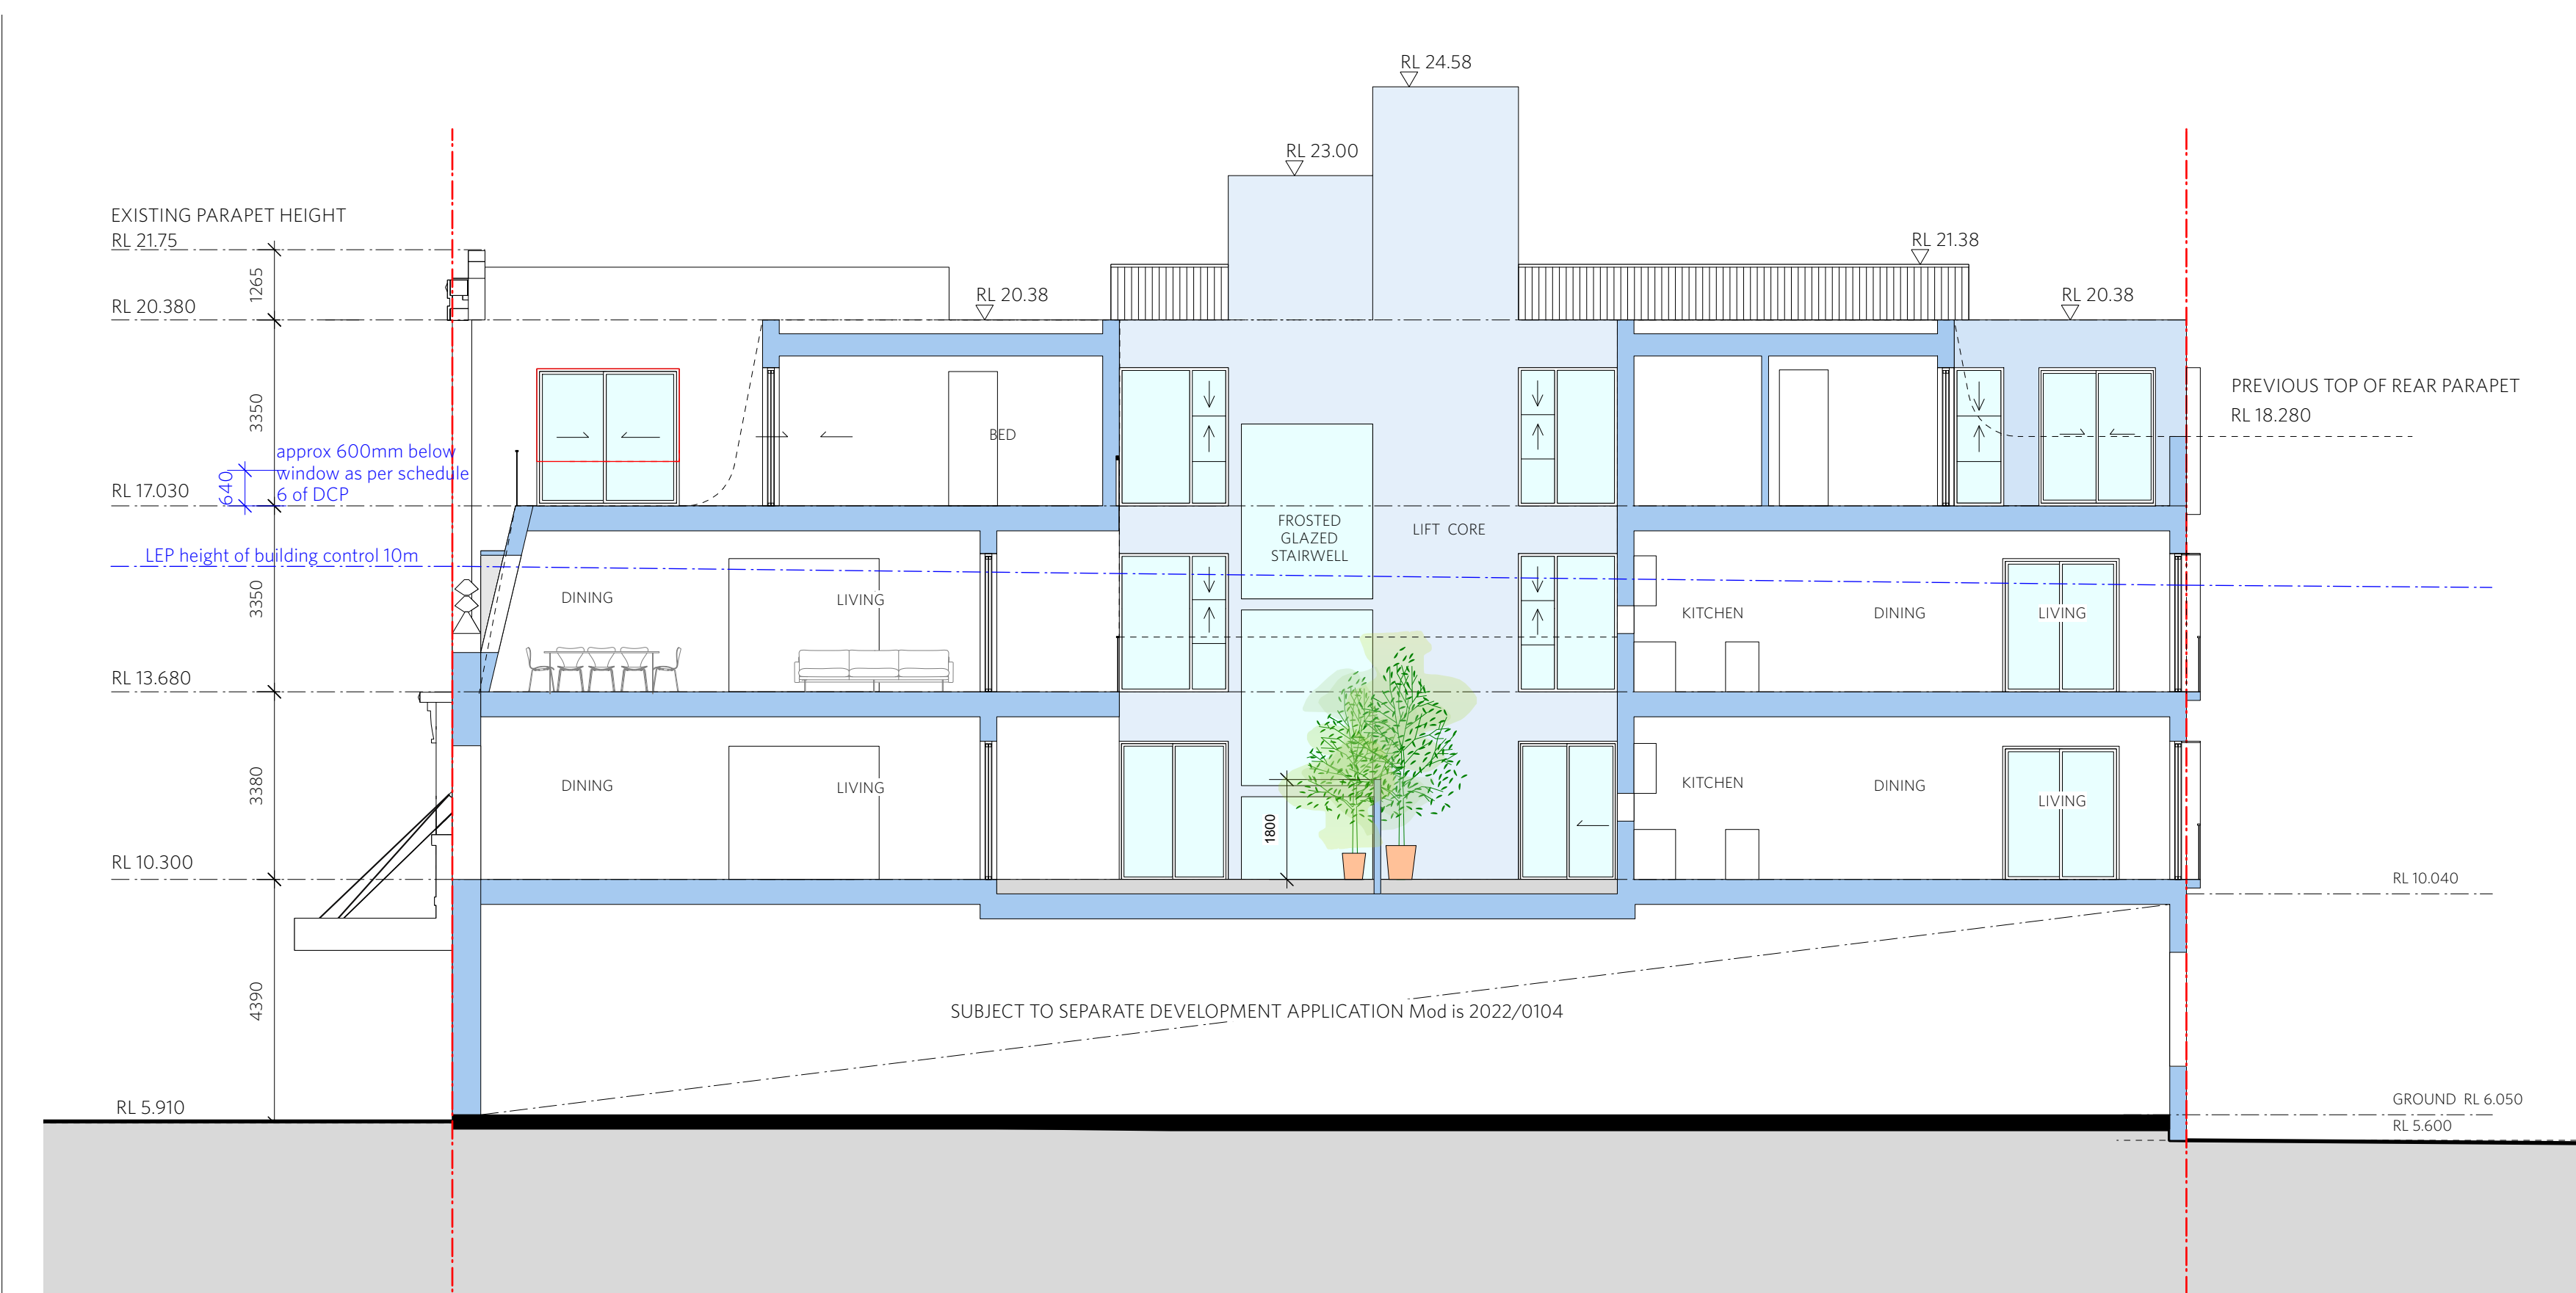 RL 24.58
RL 23.00
EXISTING PARAPET HEIGHT
RL 21.75
RL 21.38
1265
RL 20.380
RL 20.38
RL 20.38
3350
PREVIOUS TOP OF REAR PARAPET
RL 18.280
BED
approx 600mm below
window as per schedule
6 of DCP
640
RL 17.030
FROSTED
GLAZED
STAIRWELL
LIFT CORE
LEP height of building control 10m
3350
DINING
LIVING
KITCHEN
DINING
LIVING
RL 13.680
3380
DINING
LIVING
1800
KITCHEN
DINING
LIVING
RL 10.300
RL 10.040
4390
SUBJECT TO SEPARATE DEVELOPMENT APPLICATION Mod is 2022/0104
RL 5.910
GROUND RL 6.050
RL 5.600